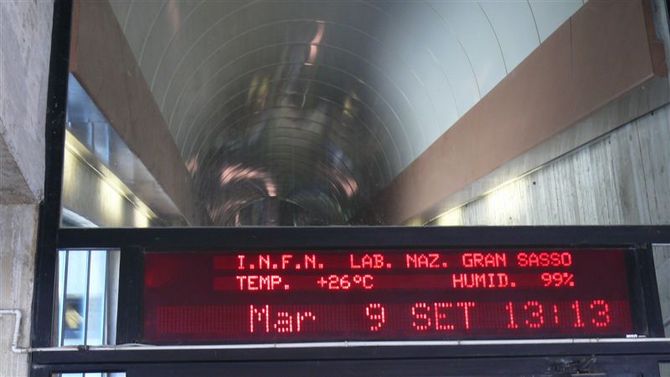 I.N.F.N. LAB. NAZ. GRAN SASSO
TEMP. +26°C HUMID. 99%
Mar 9 SET 13:13